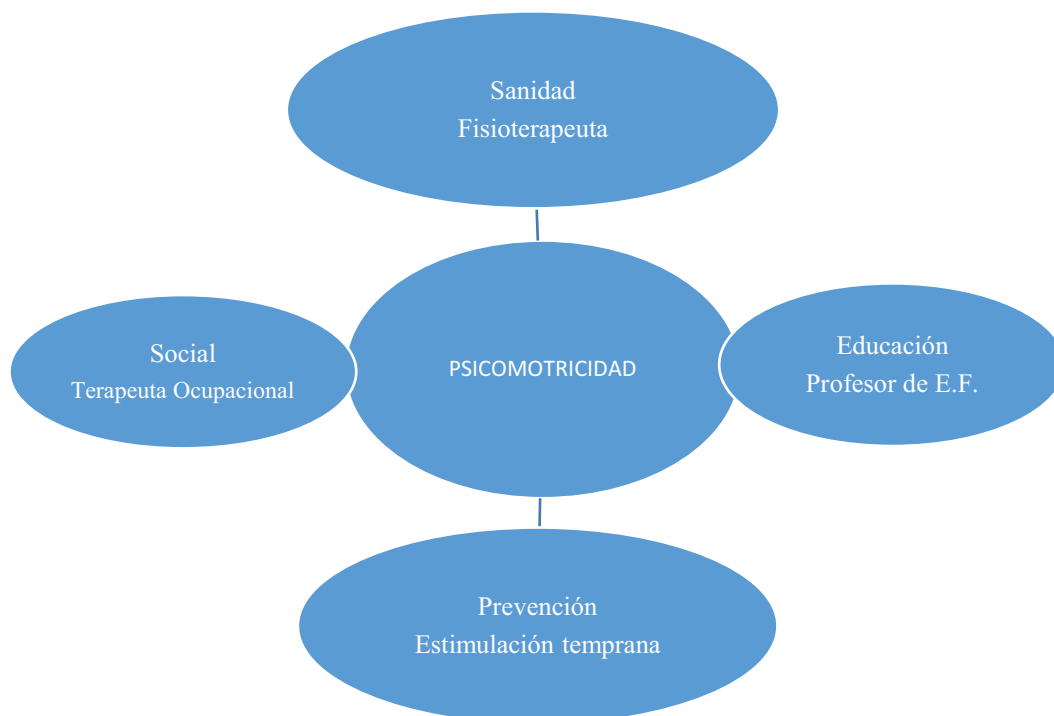 Sanidad
Fisioterapeuta
Social
Terapeuta Ocupacional
PSICOMOTRICIDAD
Educación
Profesor de E.F.
Prevención
Estimulación temprana